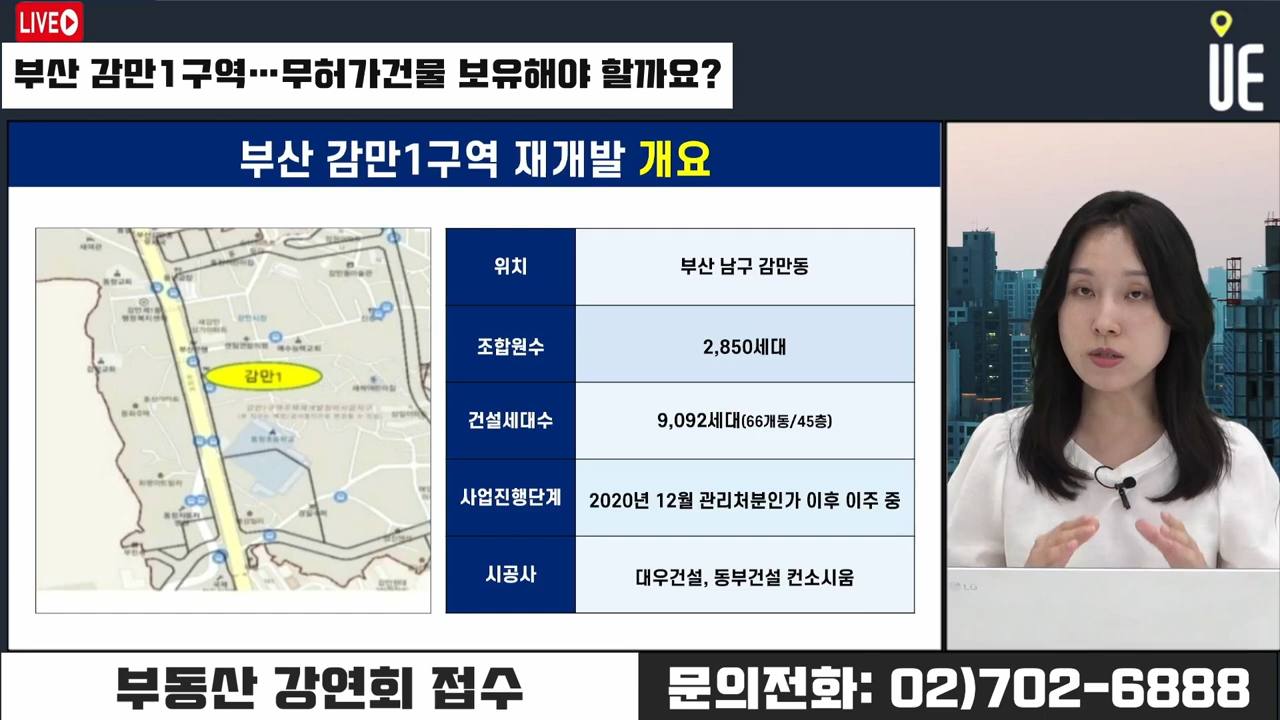 LIVE
부산 감만1구역…무허가건물 보유해야 할까요?
UE
부산 감만1구역 재개발 개요
감만1
위치 부산 남구 감만동
조합원수 2,850세대
건설세대수 9,092세대(66개동/45층)
사업진행단계 2020년 12월 관리처분인가 이후 이주 중
시공사 대우건설, 동부건설 컨소시움
LG
부동산 강연회 접수
문의전화: 02)702-6888